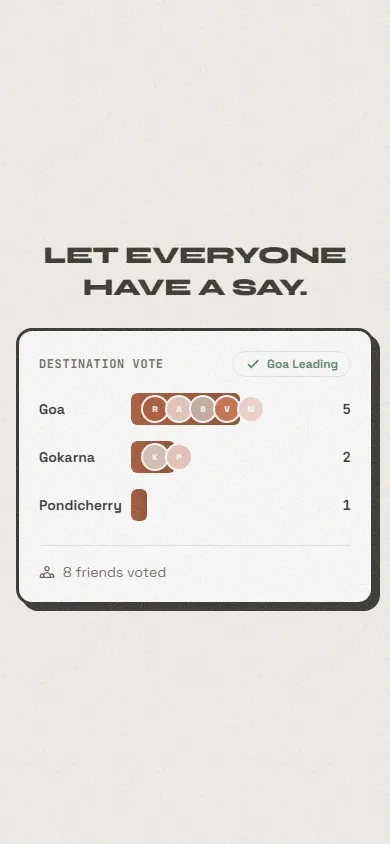 LET EVERYONE
HAVE A SAY.
DESTINATION VOTE
Goa Leading
Goa
R A S V M
5
Gokarna
K P
2
Pondicherry
1
8 friends voted